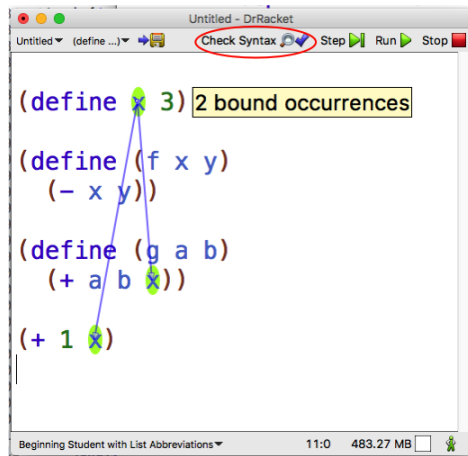 Untitled - DrRacket
Untitled (define ...) Check Syntax Step Run Stop
(define x 3) 2 bound occurrences
(define (f x y)
(- x y))
(define (g a b)
(+ a b x))
(+ 1 x)
Beginning Student with List Abbreviations 11:0 483.27 MB